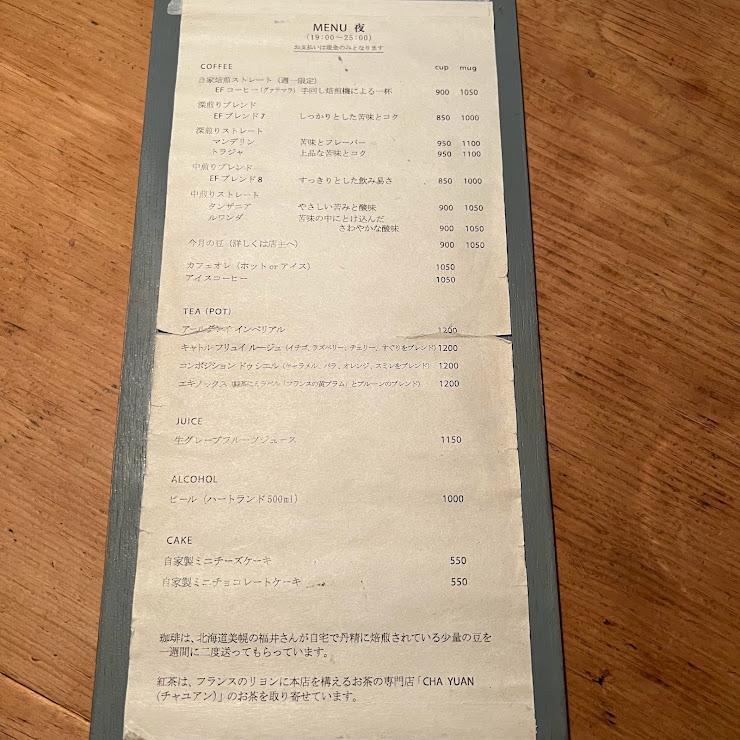 MENU 夜
(19:00～25:00)
お支払いは現金のみとなります
COFFEE cup mug
自家焙煎ストレート（週一限定）
EFコーヒー（グァテマラ）手回し焙煎機による一杯 900 1050
深煎りブレンド
EFブレンド7 しっかりとした苦味とコク 850 1000
深煎りストレート
マンデリン 苦味とフレーバー 950 1100
トラジャ 上品な苦味とコク 950 1100
中煎りブレンド
EFブレンド8 すっきりとした飲み易さ 850 1000
中煎りストレート
タンザニア やさしい苦みと酸味 900 1050
ルワンダ 苦味の中にとけ込んだ
さわやかな酸味 900 1050
今月の豆（詳しくは店主へ） 900 1050
カフェオレ（ホット or アイス） 1050
アイスコーヒー 1050
TEA (POT)
アールグレイ インペリアル 1200
キャトル フリュイ ルージュ（イチゴ、ラズベリー、チェリー、すぐりをブレンド）1200
コンポジション ドゥ シエル（キャラメル、バラ、オレンジ、スミレをブレンド） 1200
エキノックス（緑茶にミラベル「フランスの黄プラム」とプルーンのブレンド） 1200
JUICE
生グレープフルーツジュース 1150
ALCOHOL
ビール（ハートランド500ml） 1000
CAKE
自家製ミニチーズケーキ 550
自家製ミニチョコレートケーキ 550
珈琲は、北海道美幌の福井さんが自宅で丹精に焙煎されている少量の豆を
一週間に二度送ってもらっています。
紅茶は、フランスのリヨンに本店を構えるお茶の専門店「CHA YUAN
（チャユアン）」のお茶を取り寄せています。